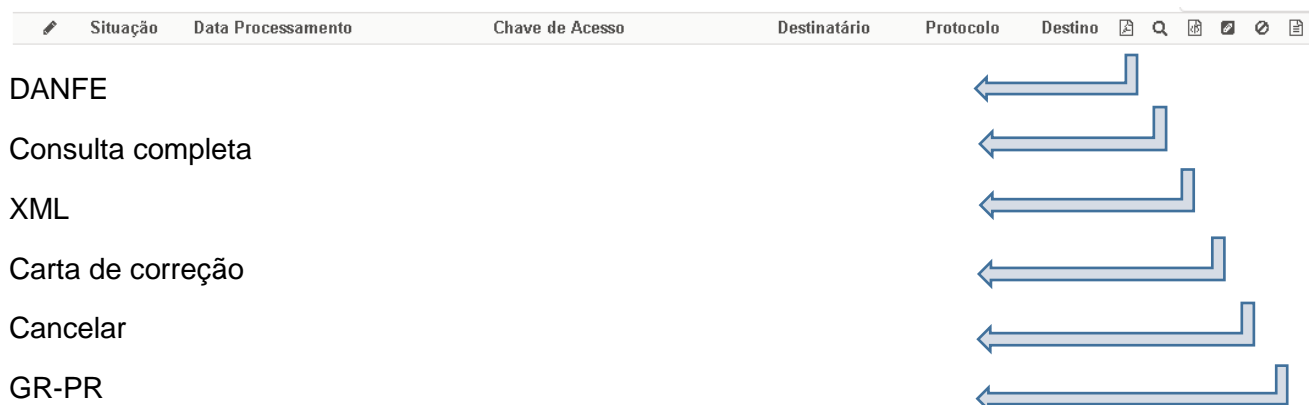 Situação Data Processamento Chave de Acesso Destinatário Protocolo Destino
DANFE
Consulta completa
XML
Carta de correção
Cancelar
GR-PR